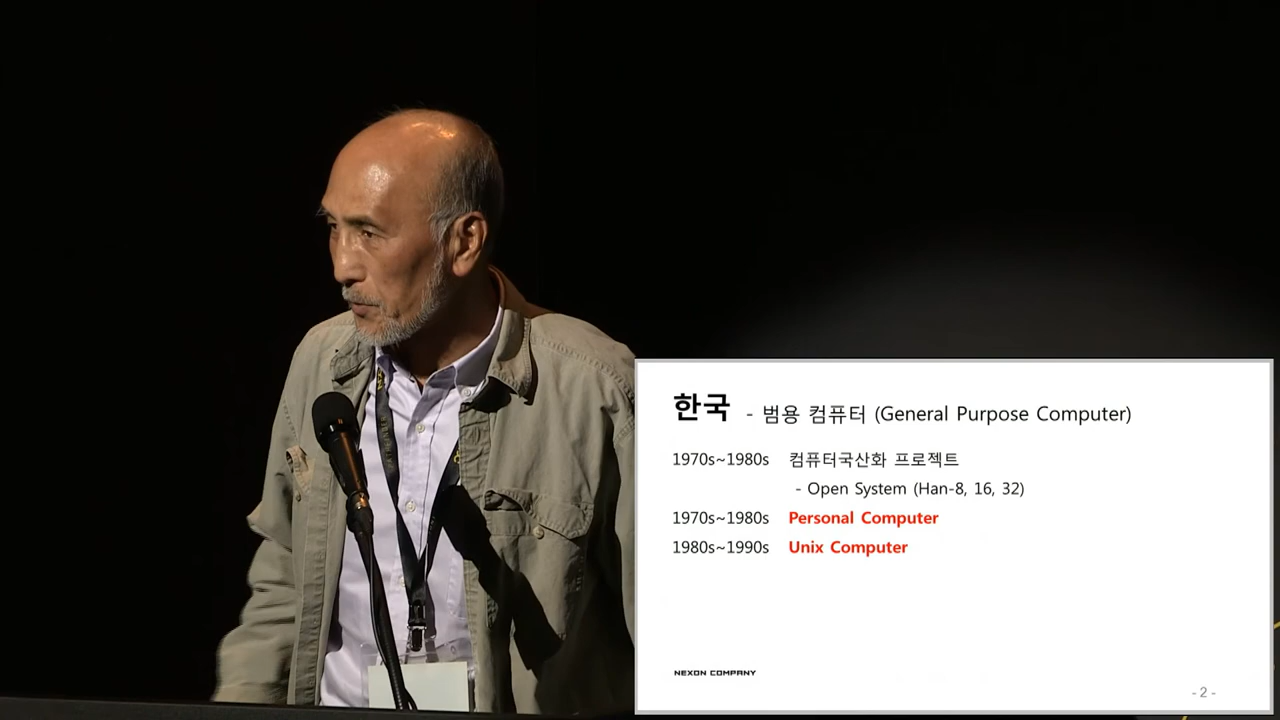 한국 - 범용 컴퓨터 (General Purpose Computer)
1970s~1980s 컴퓨터국산화 프로젝트
- Open System (Han-8, 16, 32)
1970s~1980s Personal Computer
1980s~1990s Unix Computer
NEXON COMPANY
- 2 -